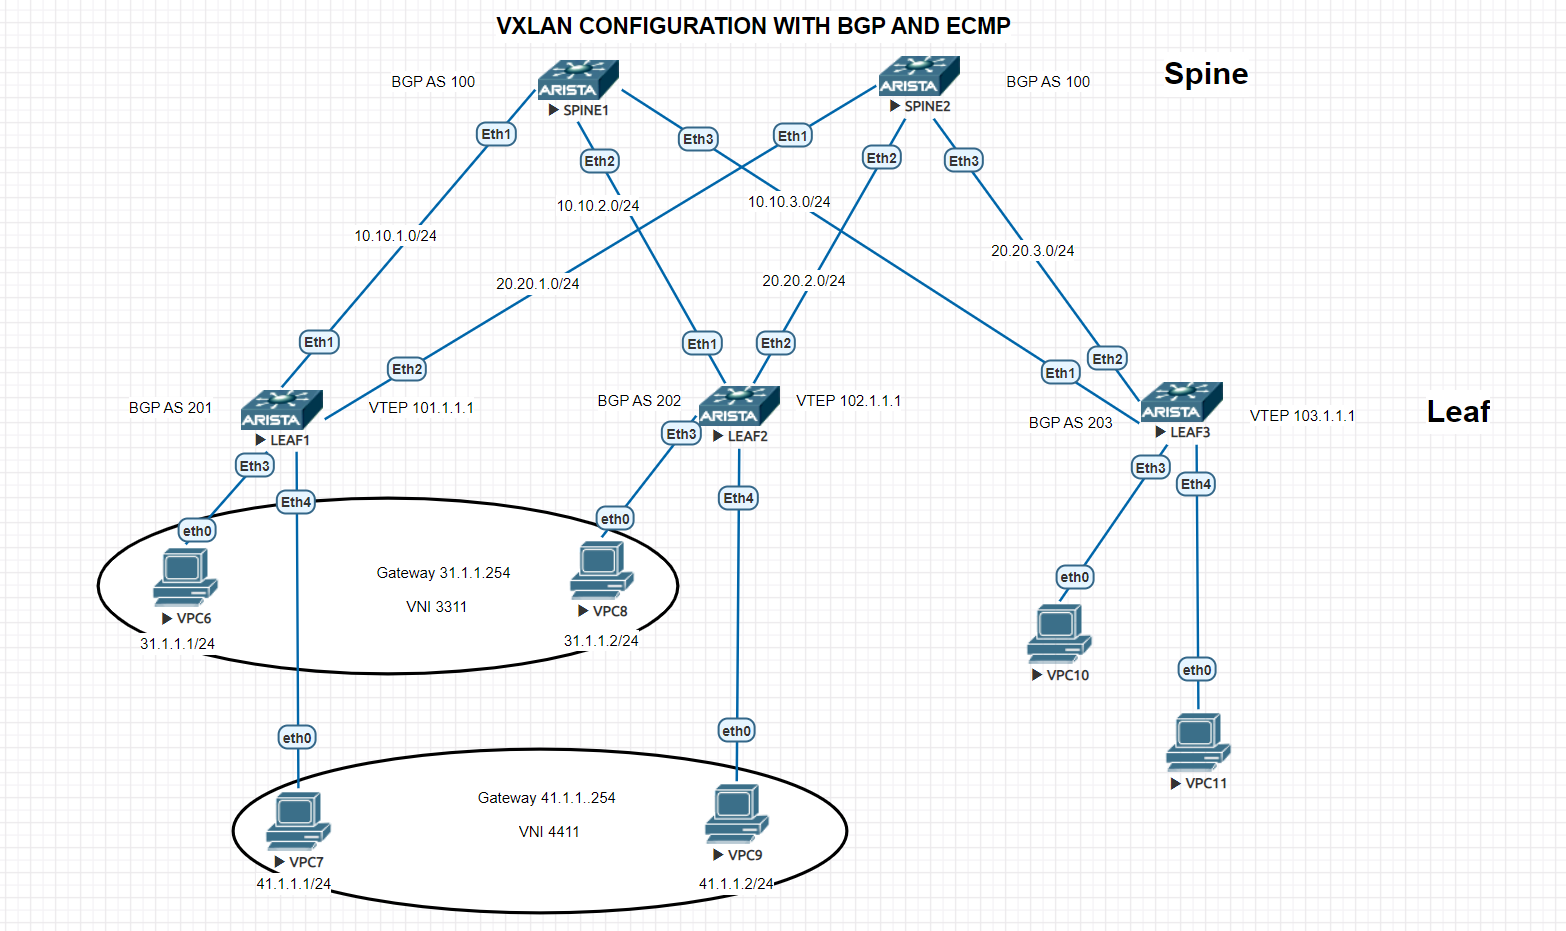 VXLAN CONFIGURATION WITH BGP AND ECMP
BGP AS 100
ARISTA
SPINE1
ARISTA
SPINE2
BGP AS 100
Spine
Eth1
Eth2
Eth3
Eth1
Eth2
Eth3
10.10.1.0/24
10.10.2.0/24
10.10.3.0/24
20.20.1.0/24
20.20.2.0/24
20.20.3.0/24
Eth1
Eth2
Eth1
Eth2
Eth1
Eth2
BGP AS 201
ARISTA
LEAF1
VTEP 101.1.1.1
BGP AS 202
ARISTA
LEAF2
VTEP 102.1.1.1
BGP AS 203
ARISTA
LEAF3
VTEP 103.1.1.1
Leaf
Eth3
Eth4
Eth3
Eth4
Eth3
Eth4
eth0
eth0
eth0
VPC6
31.1.1.1/24
Gateway 31.1.1.254
VNI 3311
VPC8
31.1.1.2/24
VPC10
eth0
eth0
eth0
VPC7
41.1.1.1/24
Gateway 41.1.1..254
VNI 4411
VPC9
41.1.1.2/24
VPC11